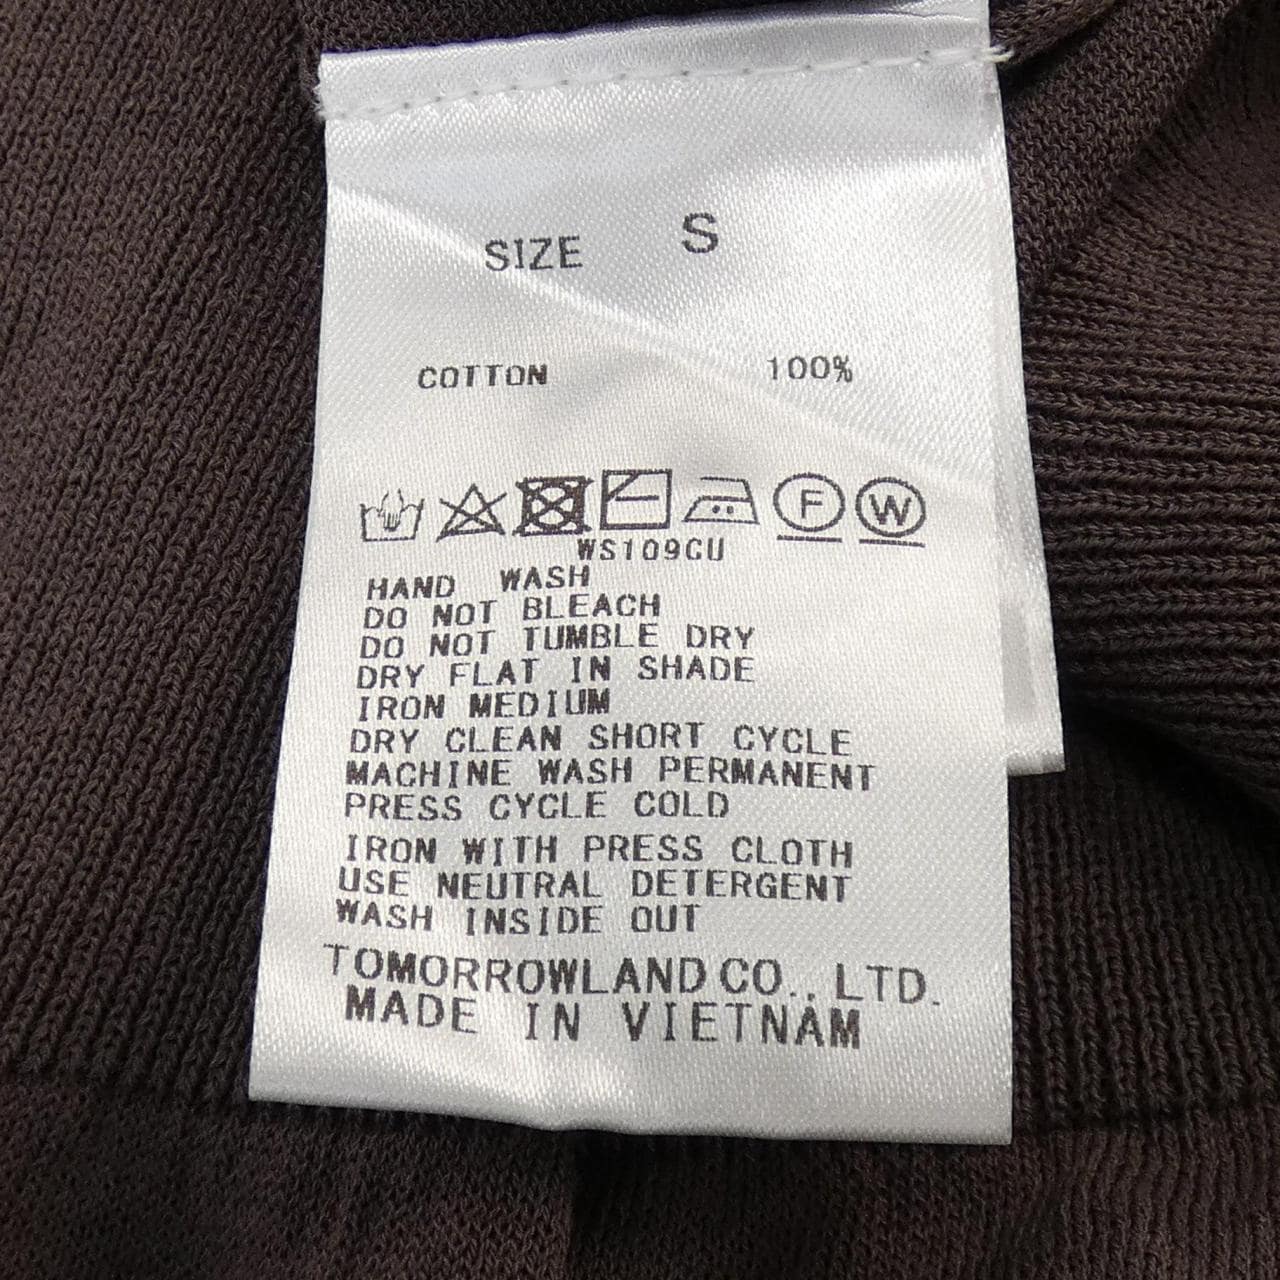 SIZE S
COTTON 100%
F W
WS109CU
HAND WASH
DO NOT BLEACH
DO NOT TUMBLE DRY
DRY FLAT IN SHADE
IRON MEDIUM
DRY CLEAN SHORT CYCLE
MACHINE WASH PERMANENT
PRESS CYCLE COLD
IRON WITH PRESS CLOTH
USE NEUTRAL DETERGENT
WASH INSIDE OUT
TOMORROWLAND CO., LTD.
MADE IN VIETNAM